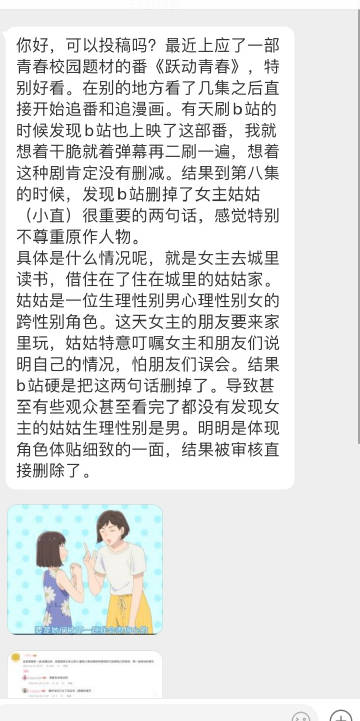 你好，可以投稿吗？最近上应了一部
青春校园题材的番《跃动青春》，特
别好看。在别的地方看了几集之后直
接开始追番和追漫画。有天刷b站的
时候发现b站也上映了这部番，我就
想着干脆就着弹幕再二刷一遍，想着
这种剧肯定没有删减。结果到第八集
的时候，发现b站删掉了女主姑姑
（小直）很重要的两句话，感觉特别
不尊重原作人物。
具体是什么情况呢，就是女主去城里
读书，借住在了住在城里的姑姑家。
姑姑是一位生理性别男心理性别女的
跨性别角色。这天女主的朋友要来家
里玩，姑姑特意叮嘱女主和朋友们说
明自己的情况，怕朋友们误会。结果
b站硬是把这两句话删掉了。导致甚
至有些观众甚至看完了都没有发现女
主的姑姑生理性别是男。明明是体现
角色体贴细致的一面，结果被审核直
接删除了。